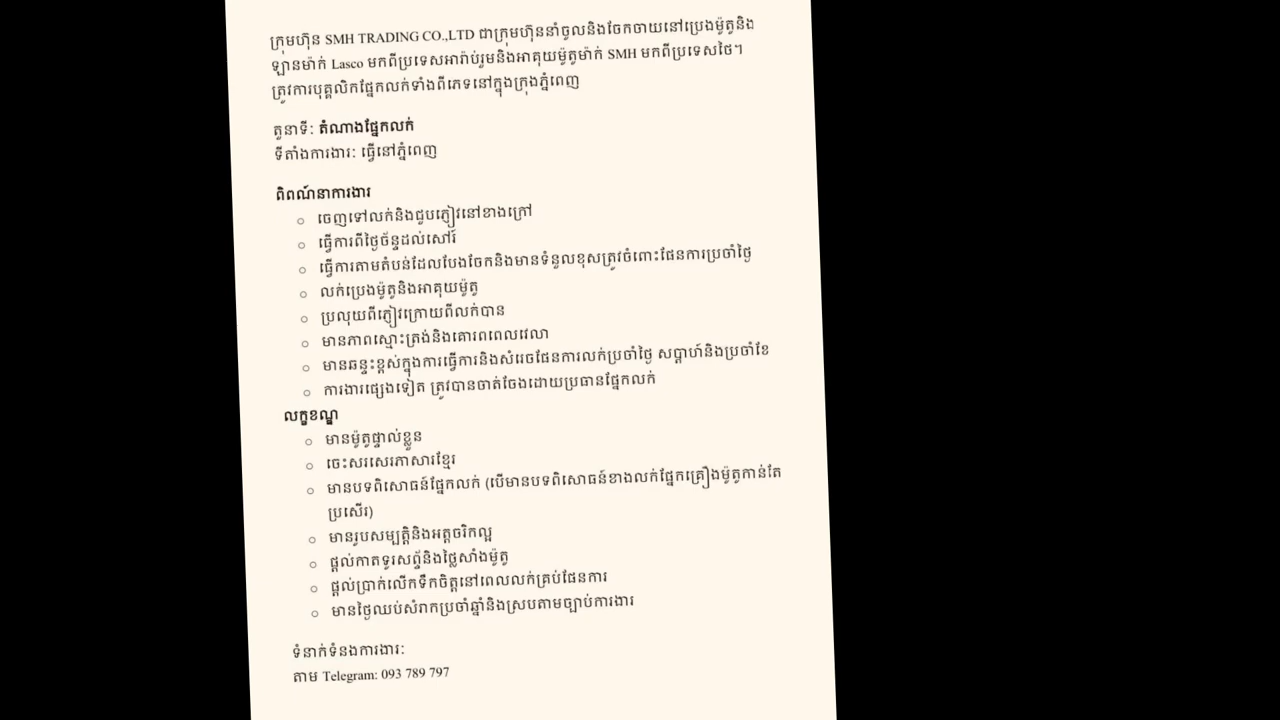 ក្រុមហ៊ុន SMH TRADING CO.,LTD ជាក្រុមហ៊ុននាំចូលនិងចែកចាយនៅប្រេងម៉ូតូនិង
ឡានម៉ាក់ Lasco មកពីប្រទេសអារ៉ាប់រួមនិងអាគុយម៉ូតូម៉ាក់ SMH មកពីប្រទេសថៃ។
ត្រូវការបុគ្គលិកផ្នែកលក់ទាំងពីភេទនៅក្នុងក្រុងភ្នំពេញ
តួនាទី: តំណាងផ្នែកលក់
ទីតាំងការងារ: ធ្វើនៅភ្នំពេញ
ពិពណ៍នាការងារ
○ ចេញទៅលក់និងជួបភ្ញៀវនៅខាងក្រៅ
○ ធ្វើការពីថ្ងៃច័ន្ទដល់សៅរ៍
○ ធ្វើការតាមតំបន់ដែលបែងចែកនិងមានទំនួលខុសត្រូវចំពោះផែនការប្រចាំថ្ងៃ
○ លក់ប្រេងម៉ូតូនិងអាគុយម៉ូតូ
○ ប្រលុយពីភ្ញៀវក្រោយពីលក់បាន
○ មានភាពស្មោះត្រង់និងគោរពពេលវេលា
○ មានឆន្ទះខ្ពស់ក្នុងការធ្វើការនិងសំរេចផែនការលក់ប្រចាំថ្ងៃ សប្តាហ៍និងប្រចាំខែ
○ ការងារផ្សេងទៀត ត្រូវបានចាត់ចែងដោយប្រធានផ្នែកលក់
លក្ខខណ្ឌ
○ មានម៉ូតូផ្ទាល់ខ្លួន
○ ចេះសរសេរភាសារខ្មែរ
○ មានបទពិសោធន៍ផ្នែកលក់ (បើមានបទពិសោធន៍ខាងលក់ផ្នែកគ្រឿងម៉ូតូកាន់តែ
ប្រសើរ)
○ មានរូបសម្បត្តិនិងអត្តចរិកល្អ
○ ផ្តល់កាតទូរសព្ទ័និងថ្លៃសាំងម៉ូតូ
○ ផ្តល់ប្រាក់លើកទឹកចិត្តនៅពេលលក់គ្រប់ផែនការ
○ មានថ្ងៃឈប់សំរាកប្រចាំឆ្នាំនិងស្របតាមច្បាប់ការងារ
ទំនាក់ទំនងការងារ:
តាម Telegram: 093 789 797